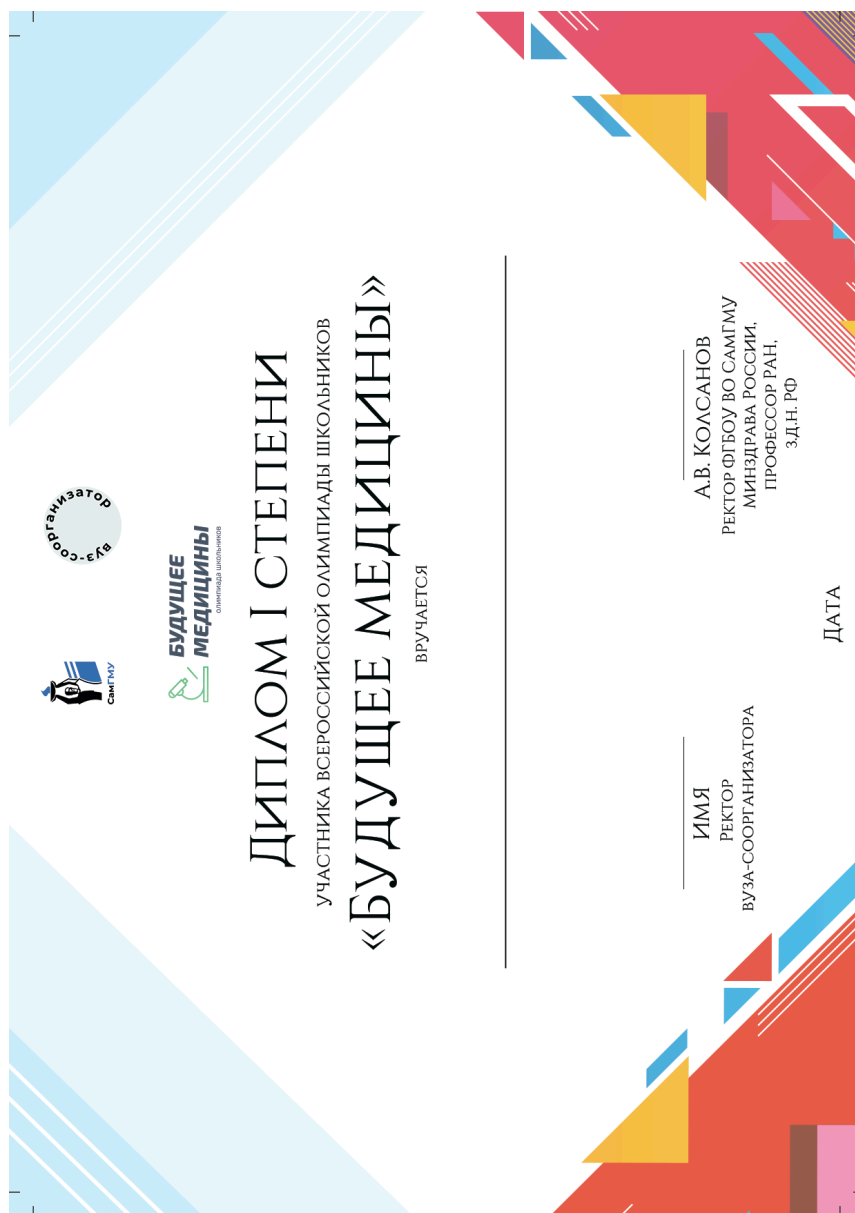 СамГМУ
вуз-соорганизатор
БУДУЩЕЕ
МЕДИЦИНЫ
олимпиада школьников
Диплом I степени
участника всероссийской олимпиады школьников
«Будущее медицины»
вручается
ИМЯ
Ректор
вуза-соорганизатора
А.В. Колсанов
Ректор ФГБОУ ВО СамГМУ
Минздрава России,
профессор РАН,
з.д.н. РФ
Дата